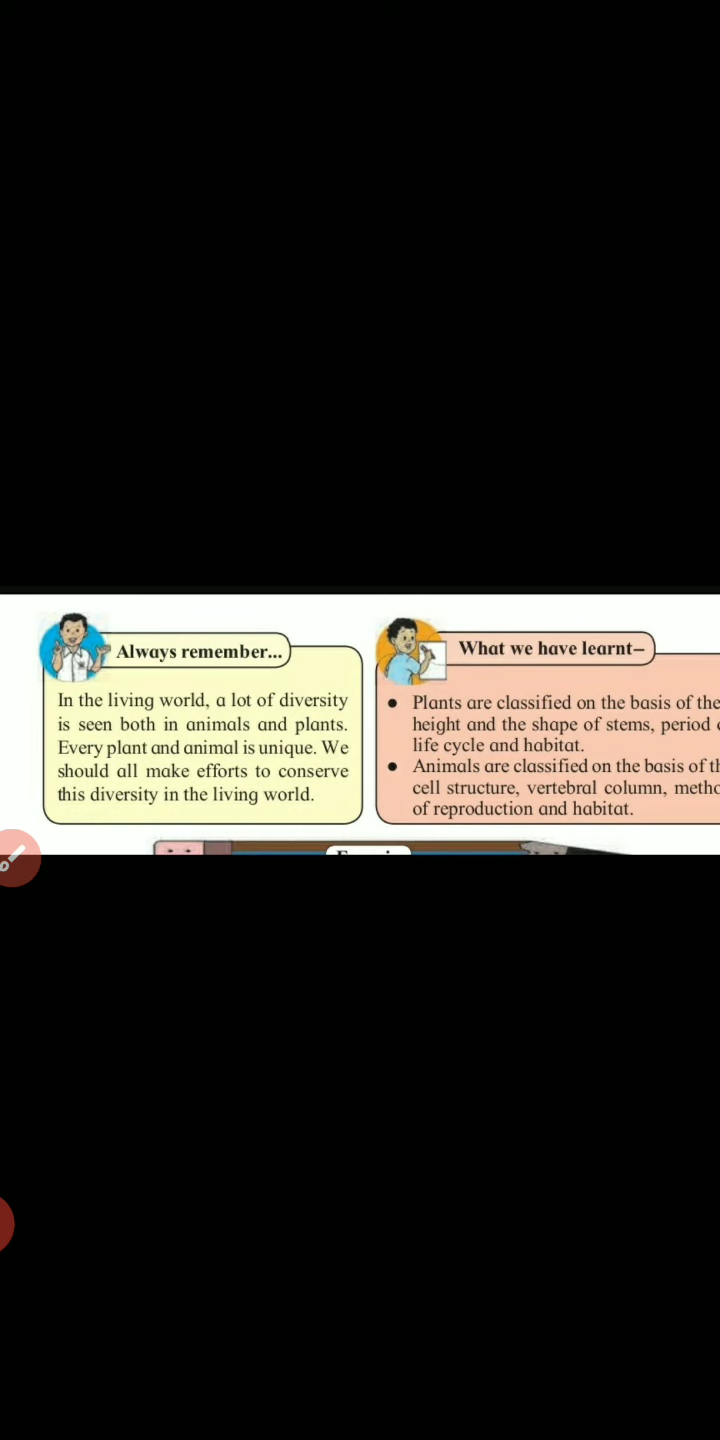 Always remember...
In the living world, a lot of diversity
is seen both in animals and plants.
Every plant and animal is unique. We
should all make efforts to conserve
this diversity in the living world.
What we have learnt–
● Plants are classified on the basis of the
height and the shape of stems, period
life cycle and habitat.
● Animals are classified on the basis of
cell structure, vertebral column,
of reproduction and habitat.